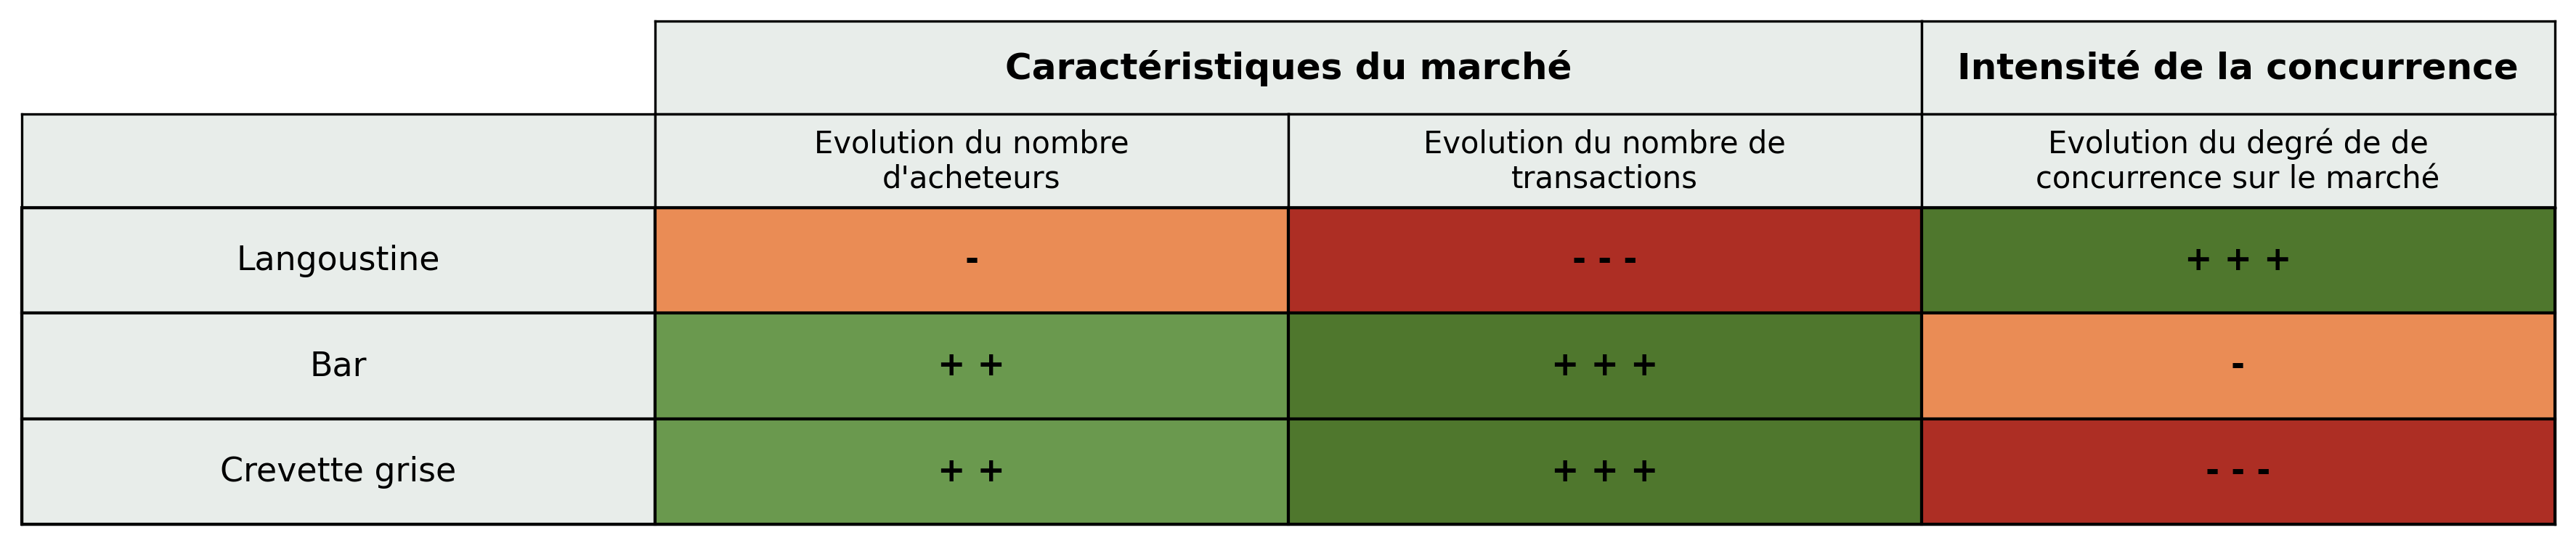 Caractéristiques du marché
Intensité de la concurrence
Evolution du nombre
d'acheteurs
Evolution du nombre de
transactions
Evolution du degré de de
concurrence sur le marché
Langoustine
-
- - -
+ + +
Bar
+ +
+ + +
-
Crevette grise
+ +
+ + +
- - -